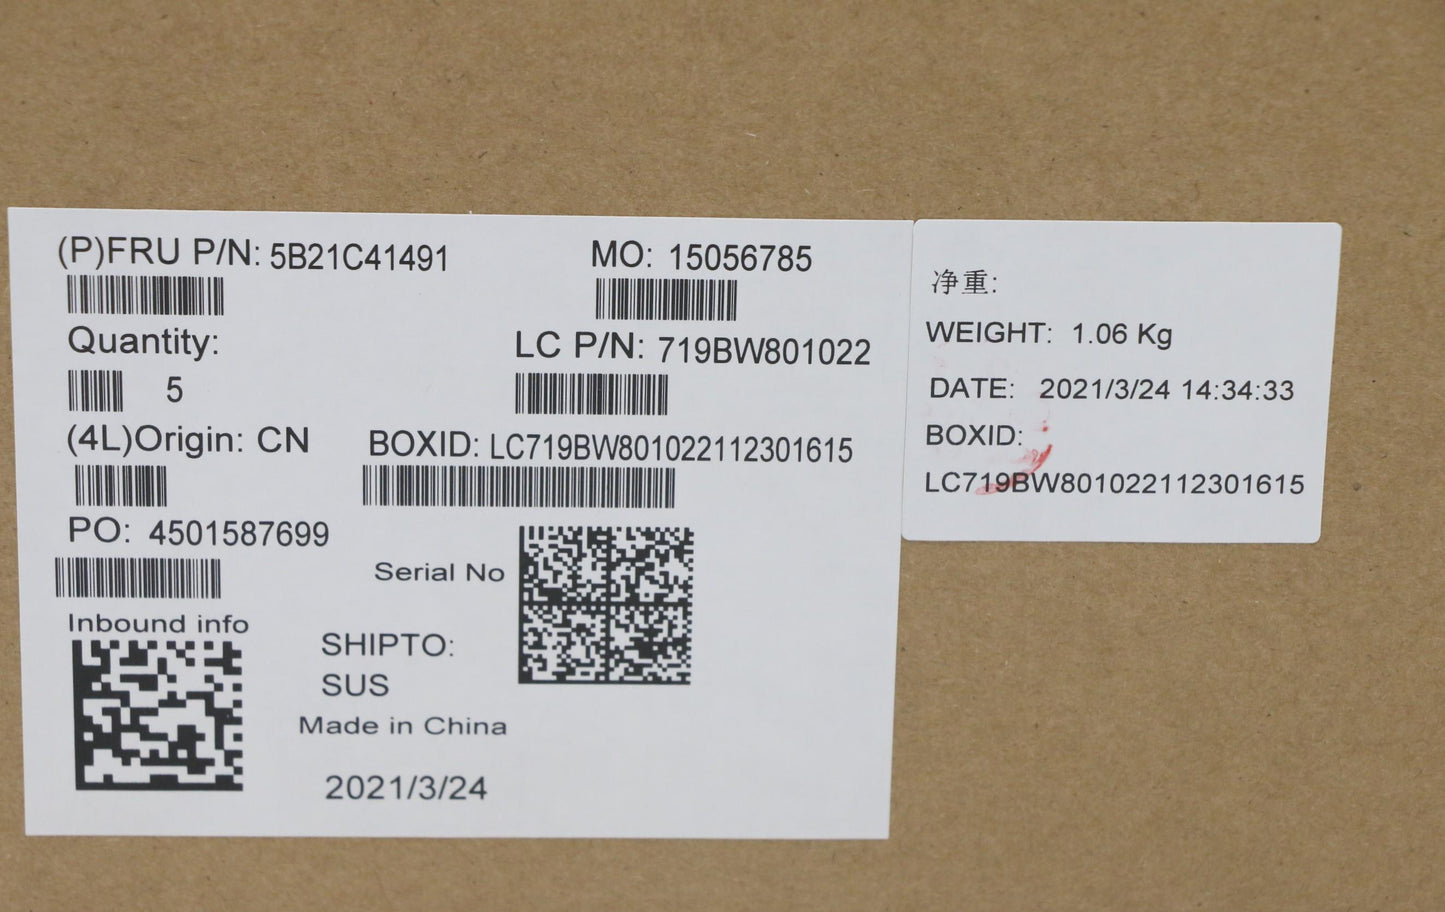 (P)FRU P/N: 5B21C41491
MO: 15056785
Quantity:
5
LC P/N: 719BW801022
(4L)Origin: CN
BOXID: LC719BW801022112301615
PO: 4501587699
Serial No
Inbound info
SHIPTO:
SUS
Made in China
2021/3/24
净重:
WEIGHT: 1.06 Kg
DATE: 2021/3/24 14:34:33
BOXID:
LC719BW801022112301615